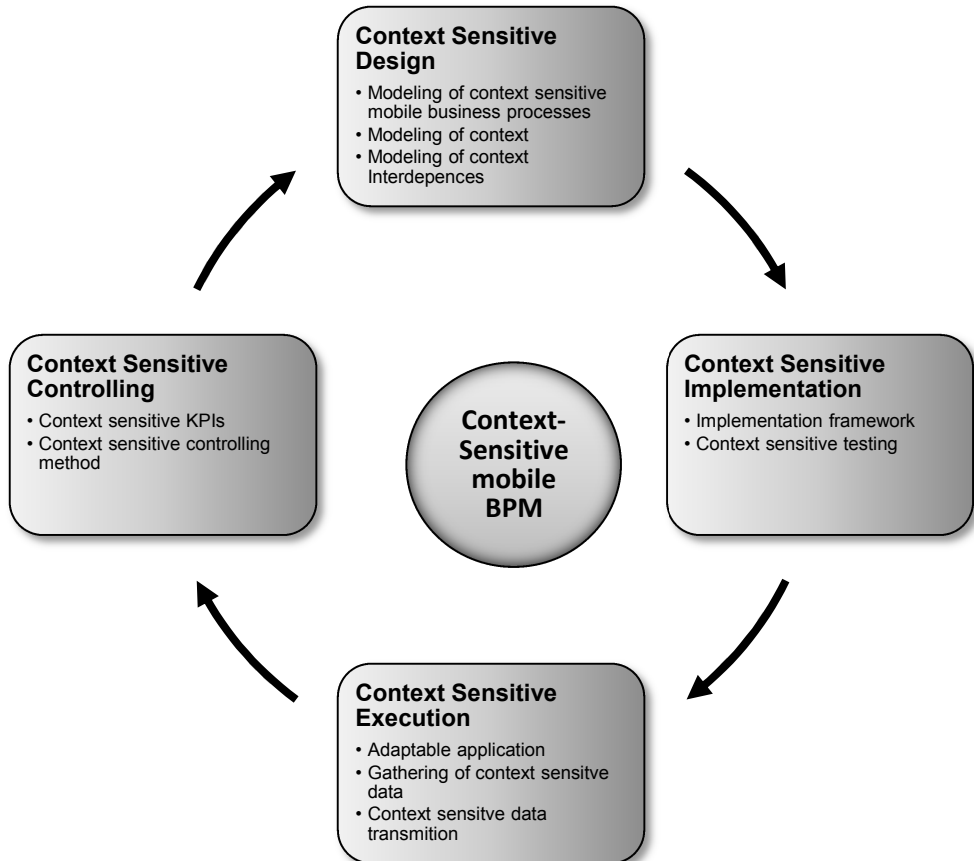 Context Sensitive
Design
• Modeling of context sensitive
mobile business processes
• Modeling of context
• Modeling of context
Interdepences
Context Sensitive
Controlling
• Context sensitive KPIs
• Context sensitive controlling
method
Context-
Sensitive
mobile
BPM
Context Sensitive
Implementation
• Implementation framework
• Context sensitive testing
Context Sensitive
Execution
• Adaptable application
• Gathering of context sensitve
data
• Context sensitve data
transmition